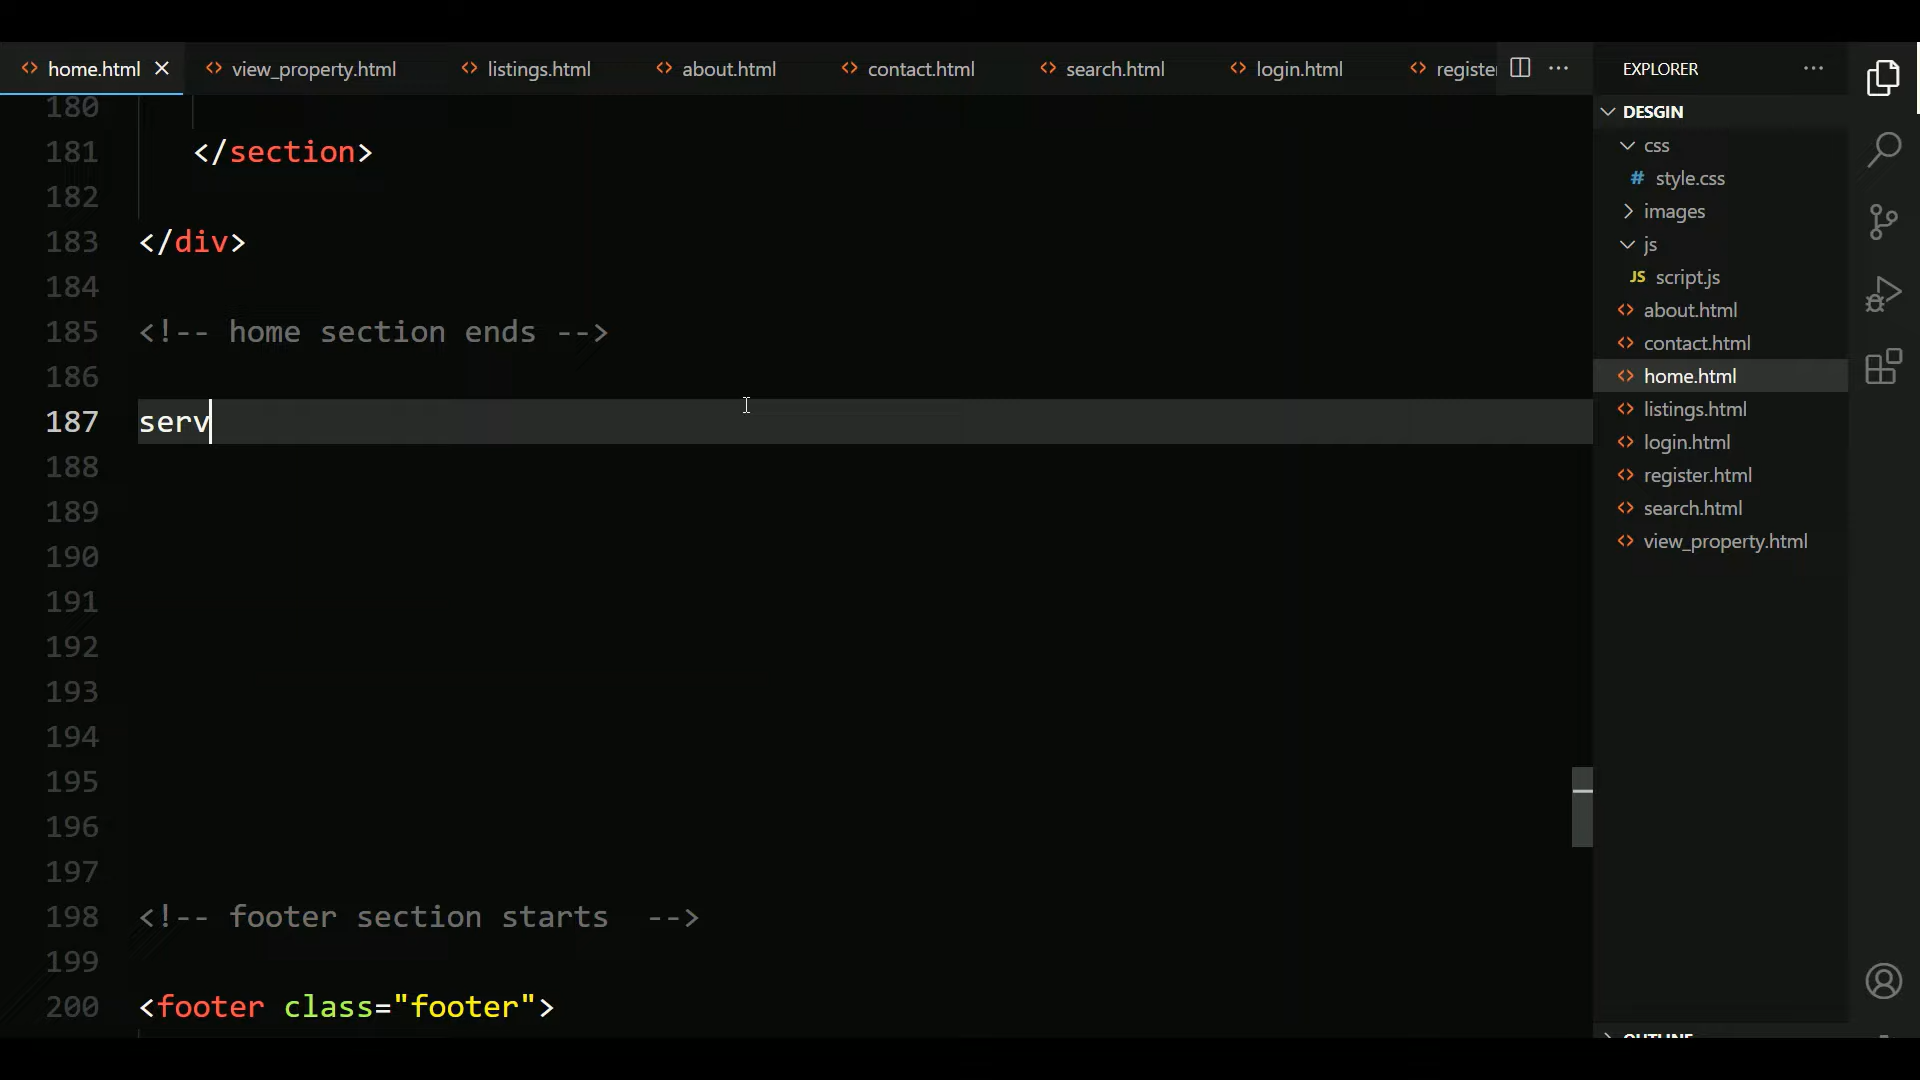 home.html
view_property.html
listings.html
about.html
contact.html
search.html
login.html
registe
EXPLORER
180
181 </section>
182
183 </div>
184
185 <!-- home section ends -->
186
187 serv
188
189
190
191
192
193
194
195
196
197
198 <!-- footer section starts  -->
199
200 <footer class="footer">
DESGIN
css
# style.css
images
js
JS script.js
about.html
contact.html
home.html
listings.html
login.html
register.html
search.html
view_property.html
OUTLINE